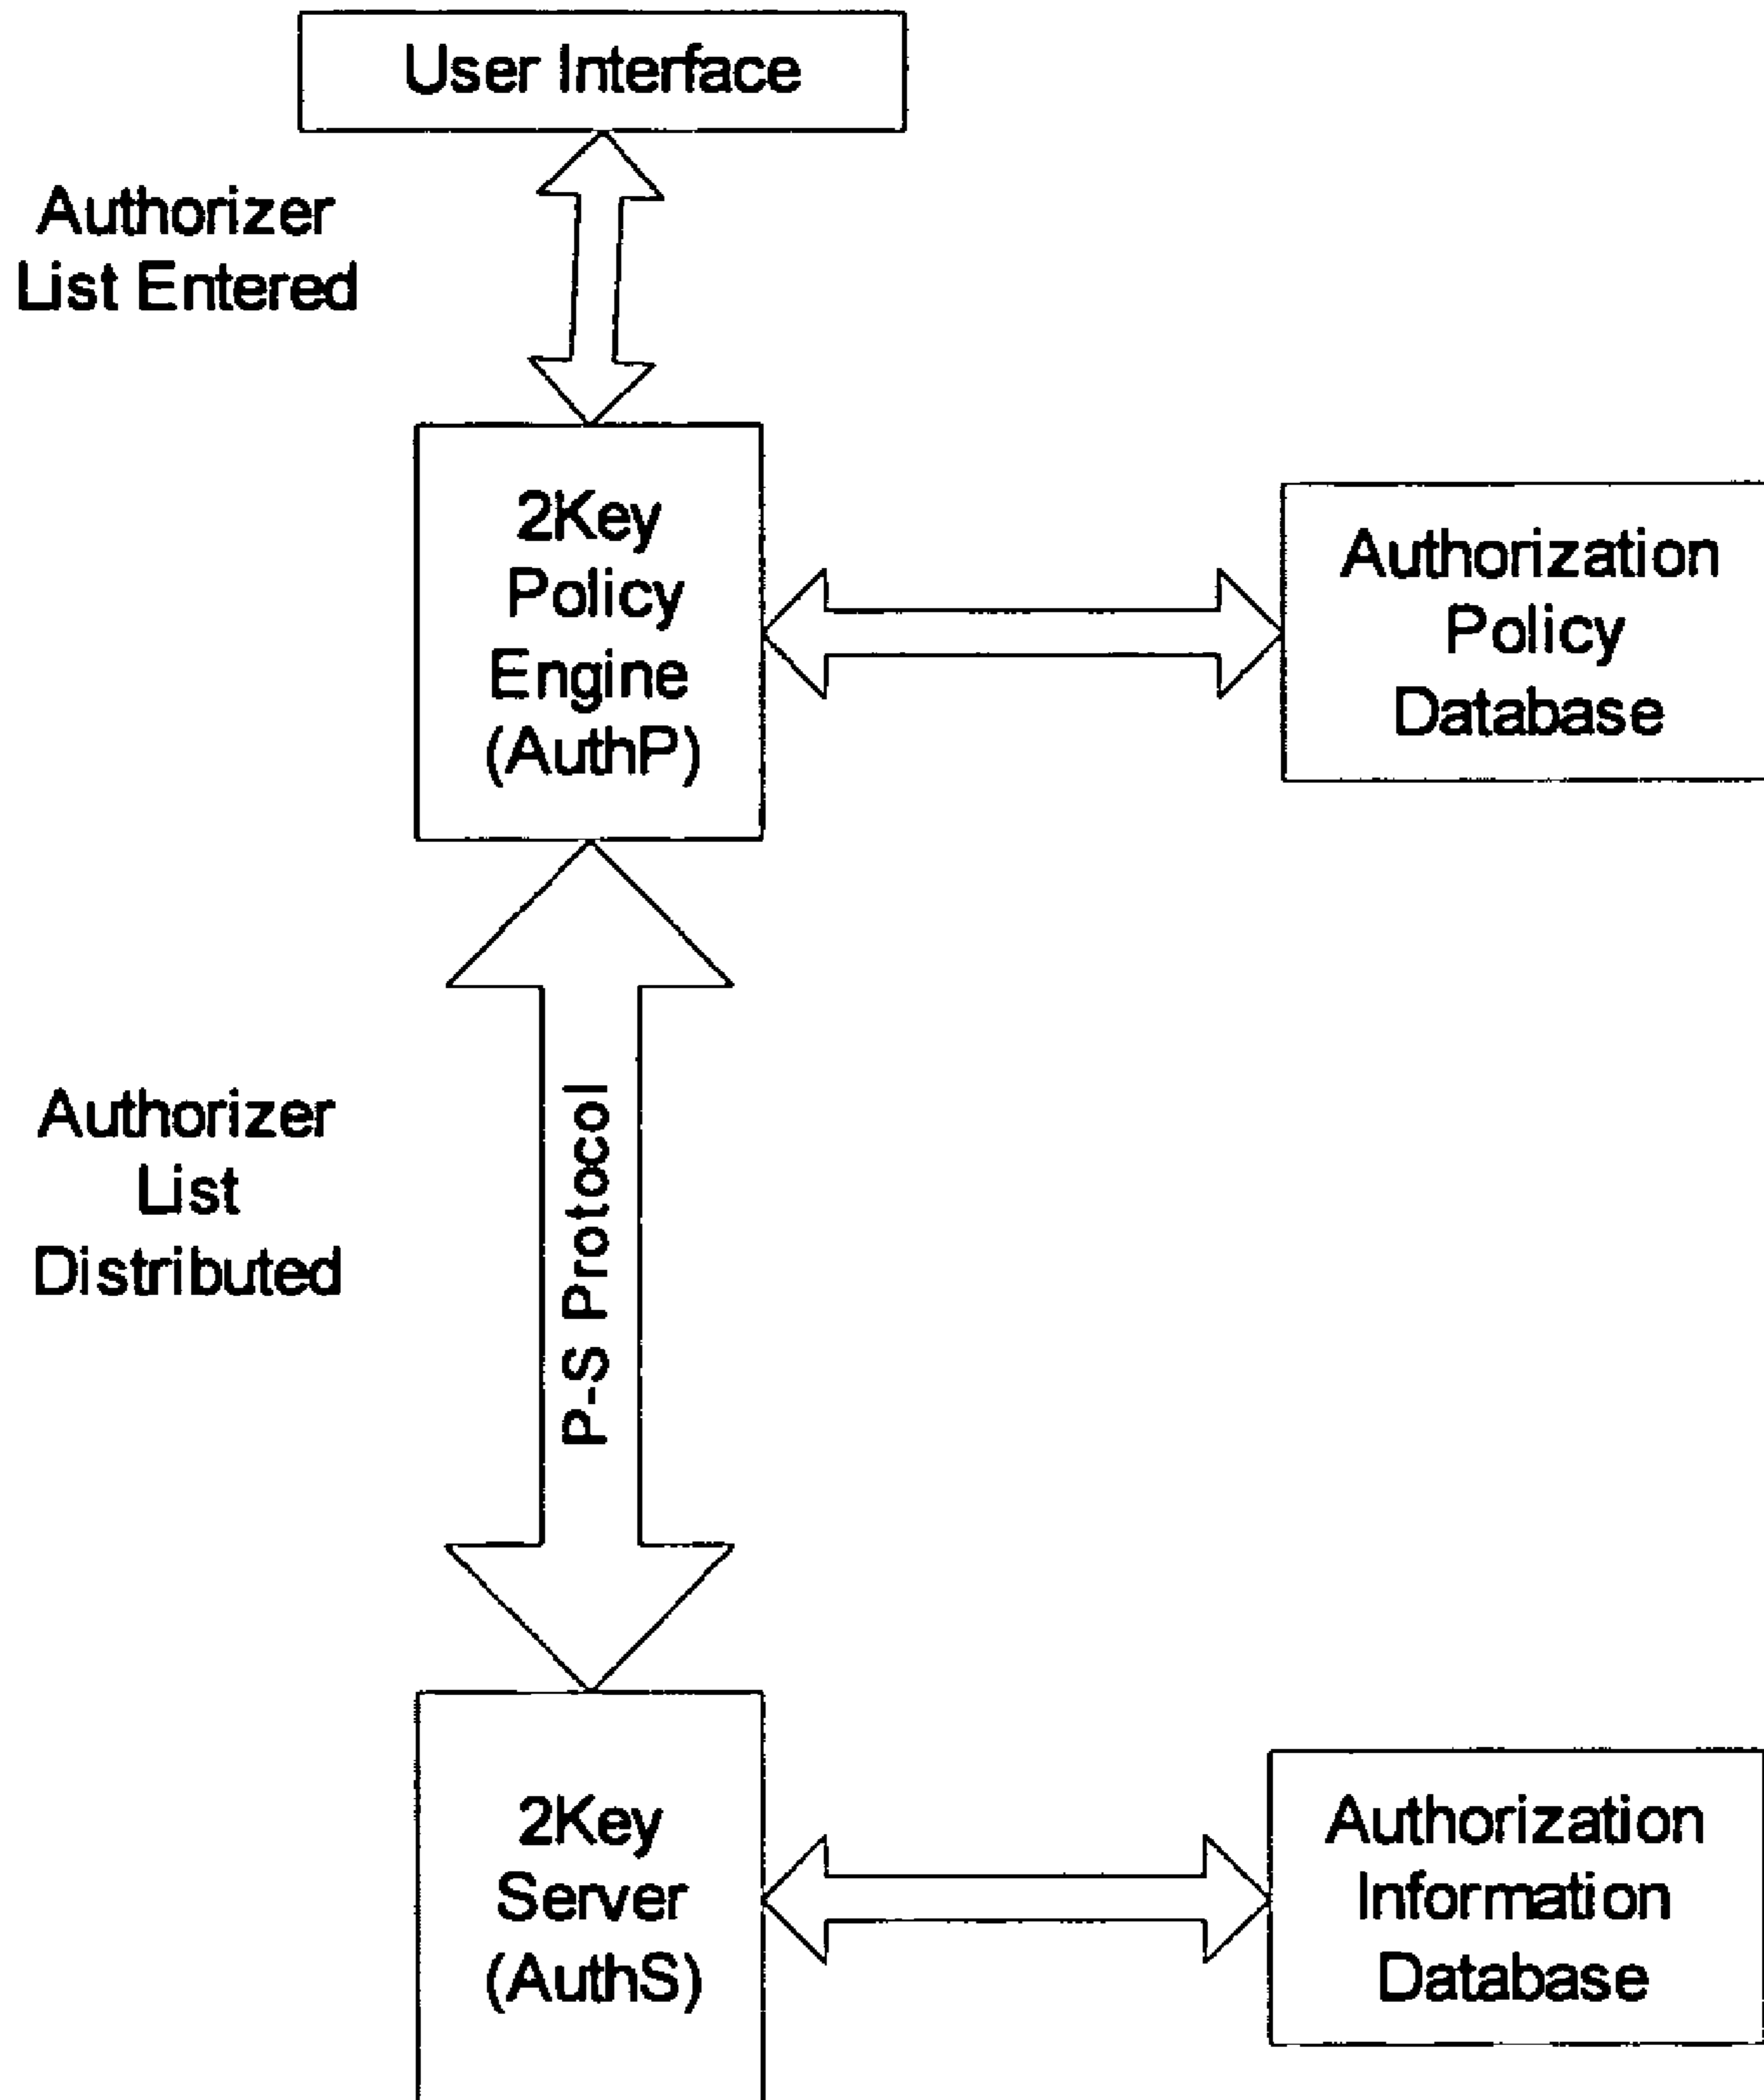 User Interface
Authorizer
List Entered
2Key
Policy
Engine
(AuthP)
Authorization
Policy
Database
Authorizer
List
Distributed
P-S Protocol
2Key
Server
(AuthS)
Authorization
Information
Database